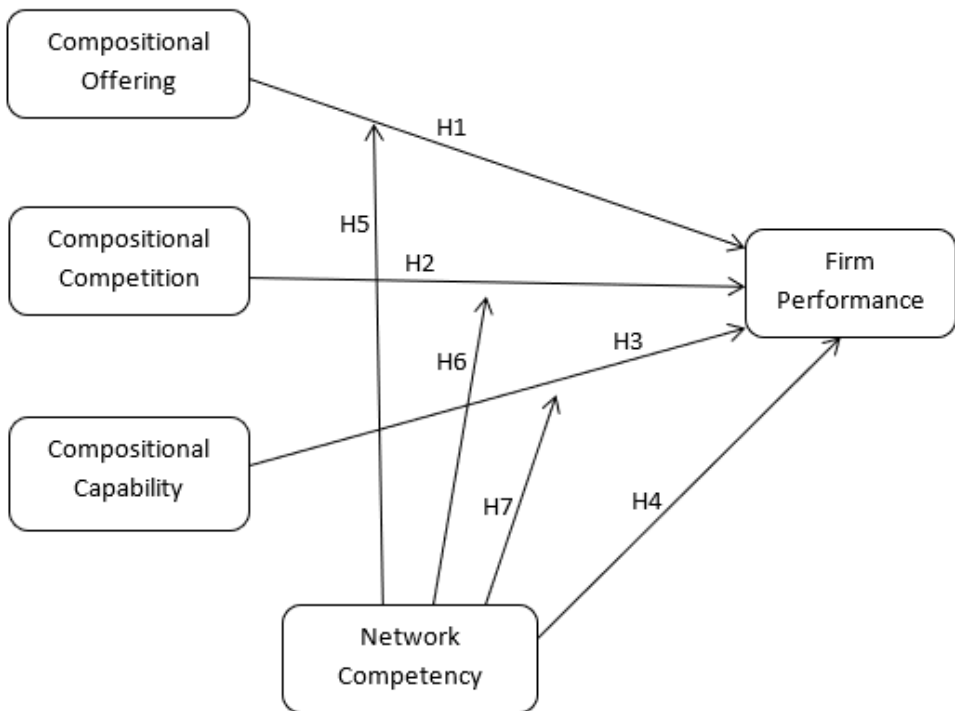 Compositional
Offering
H1
Compositional
Competition
H5
H2
Firm
Performance
H6
H3
Compositional
Capability
H7
H4
Network
Competency